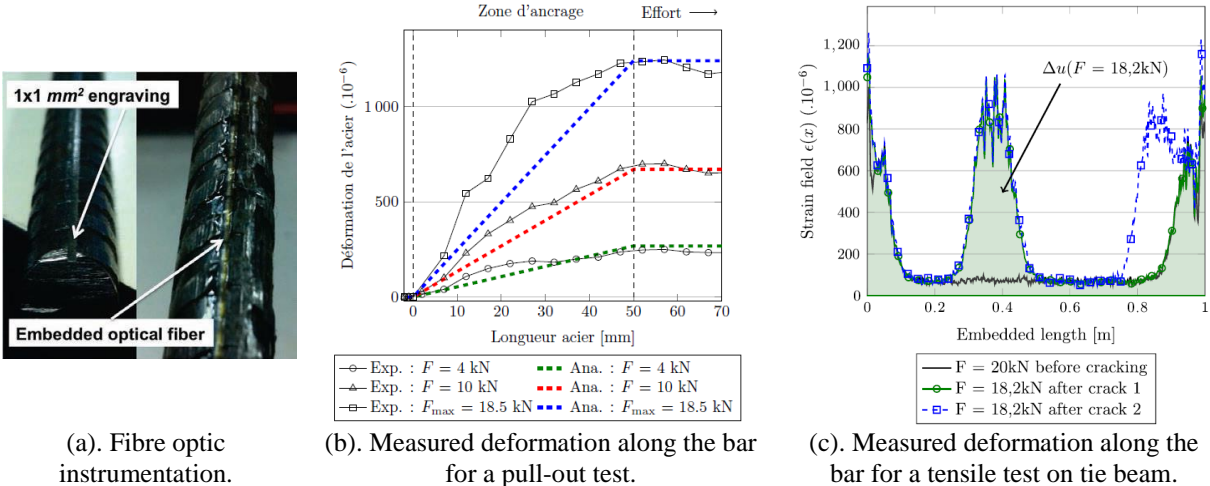 1x1 mm² engraving
Embedded optical fiber
(a). Fibre optic
instrumentation.
Zone d'ancrage
Effort ⟶
Déformation de l'acier (.10⁻⁶)
1 000
500
0
0
10
20
30
40
50
60
70
Longueur acier [mm]
Exp. : F = 4 kN
Ana. : F = 4 kN
Exp. : F = 10 kN
Ana. : F = 10 kN
Exp. : Fmax = 18.5 kN
Ana. : Fmax = 18.5 kN
(b). Measured deformation along the bar
for a pull-out test.
Δu(F = 18,2kN)
Strain field ϵ(x) (.10⁻⁶)
1,200
1,000
800
600
400
200
0
0
0.2
0.4
0.6
0.8
1
Embedded length [m]
F = 20kN before cracking
F = 18,2kN after crack 1
F = 18,2kN after crack 2
(c). Measured deformation along the
bar for a tensile test on tie beam.